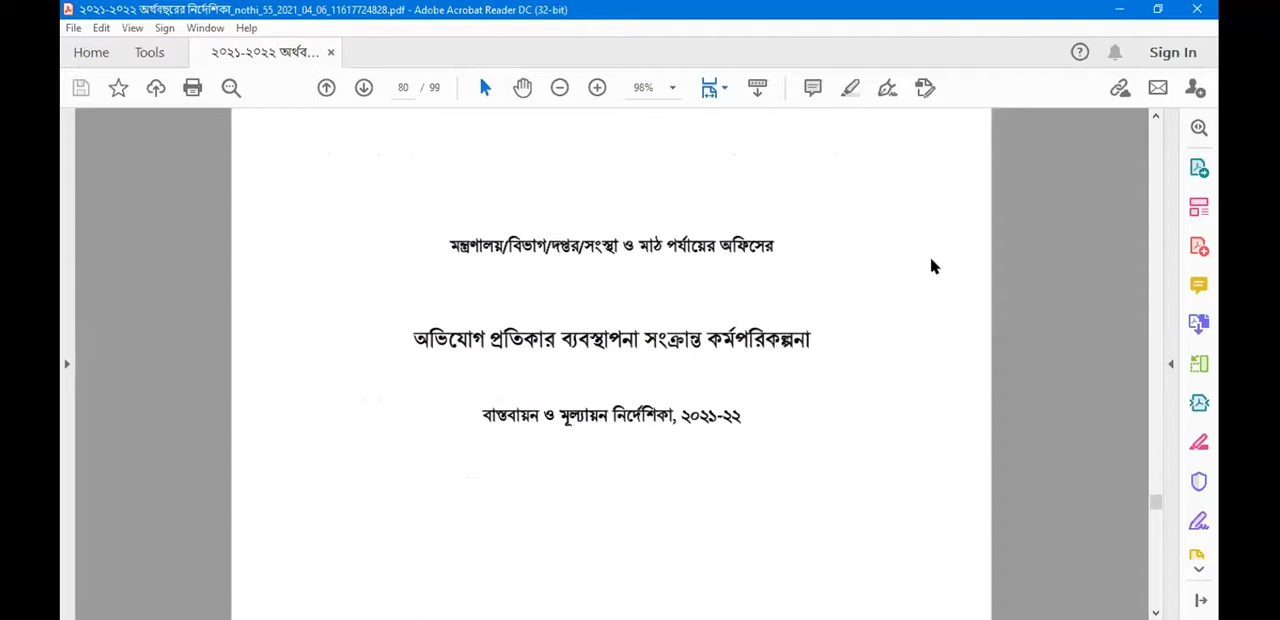 ২০২১-২০২২ অর্থবছরের নির্দেশিকা_nothi_55_2021_04_06_11617724828.pdf - Adobe Acrobat Reader DC (32-bit)
File Edit View Sign Window Help
Home Tools ২০২১-২০২২ অর্থব... × Sign In
80 / 99 98%
মন্ত্রণালয়/বিভাগ/দপ্তর/সংস্থা ও মাঠ পর্যায়ের অফিসের
অভিযোগ প্রতিকার ব্যবস্থাপনা সংক্রান্ত কর্মপরিকল্পনা
বাস্তবায়ন ও মূল্যায়ন নির্দেশিকা, ২০২১-২২